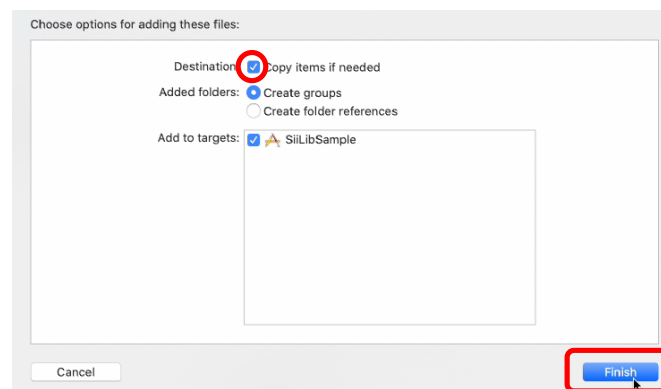 Choose options for adding these files:
Destination: Copy items if needed
Added folders: Create groups
Create folder references
Add to targets: SiiLibSample
Cancel
Finish